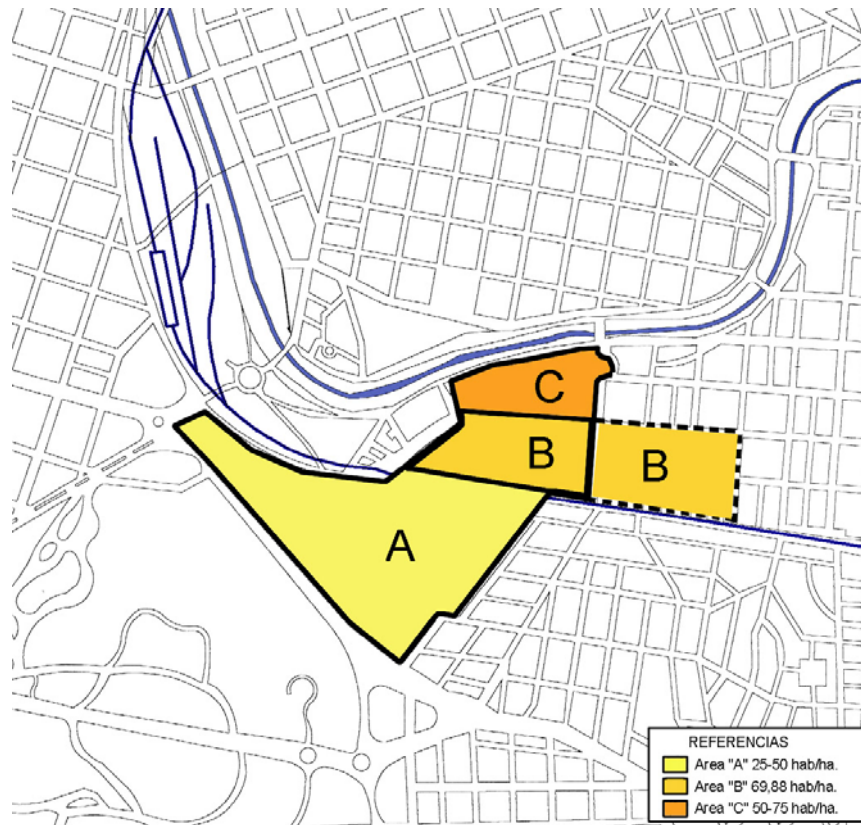 C
B
B
A
REFERENCIAS
Area "A" 25-50 hab/ha.
Area "B" 69,88 hab/ha.
Area "C" 50-75 hab/ha.